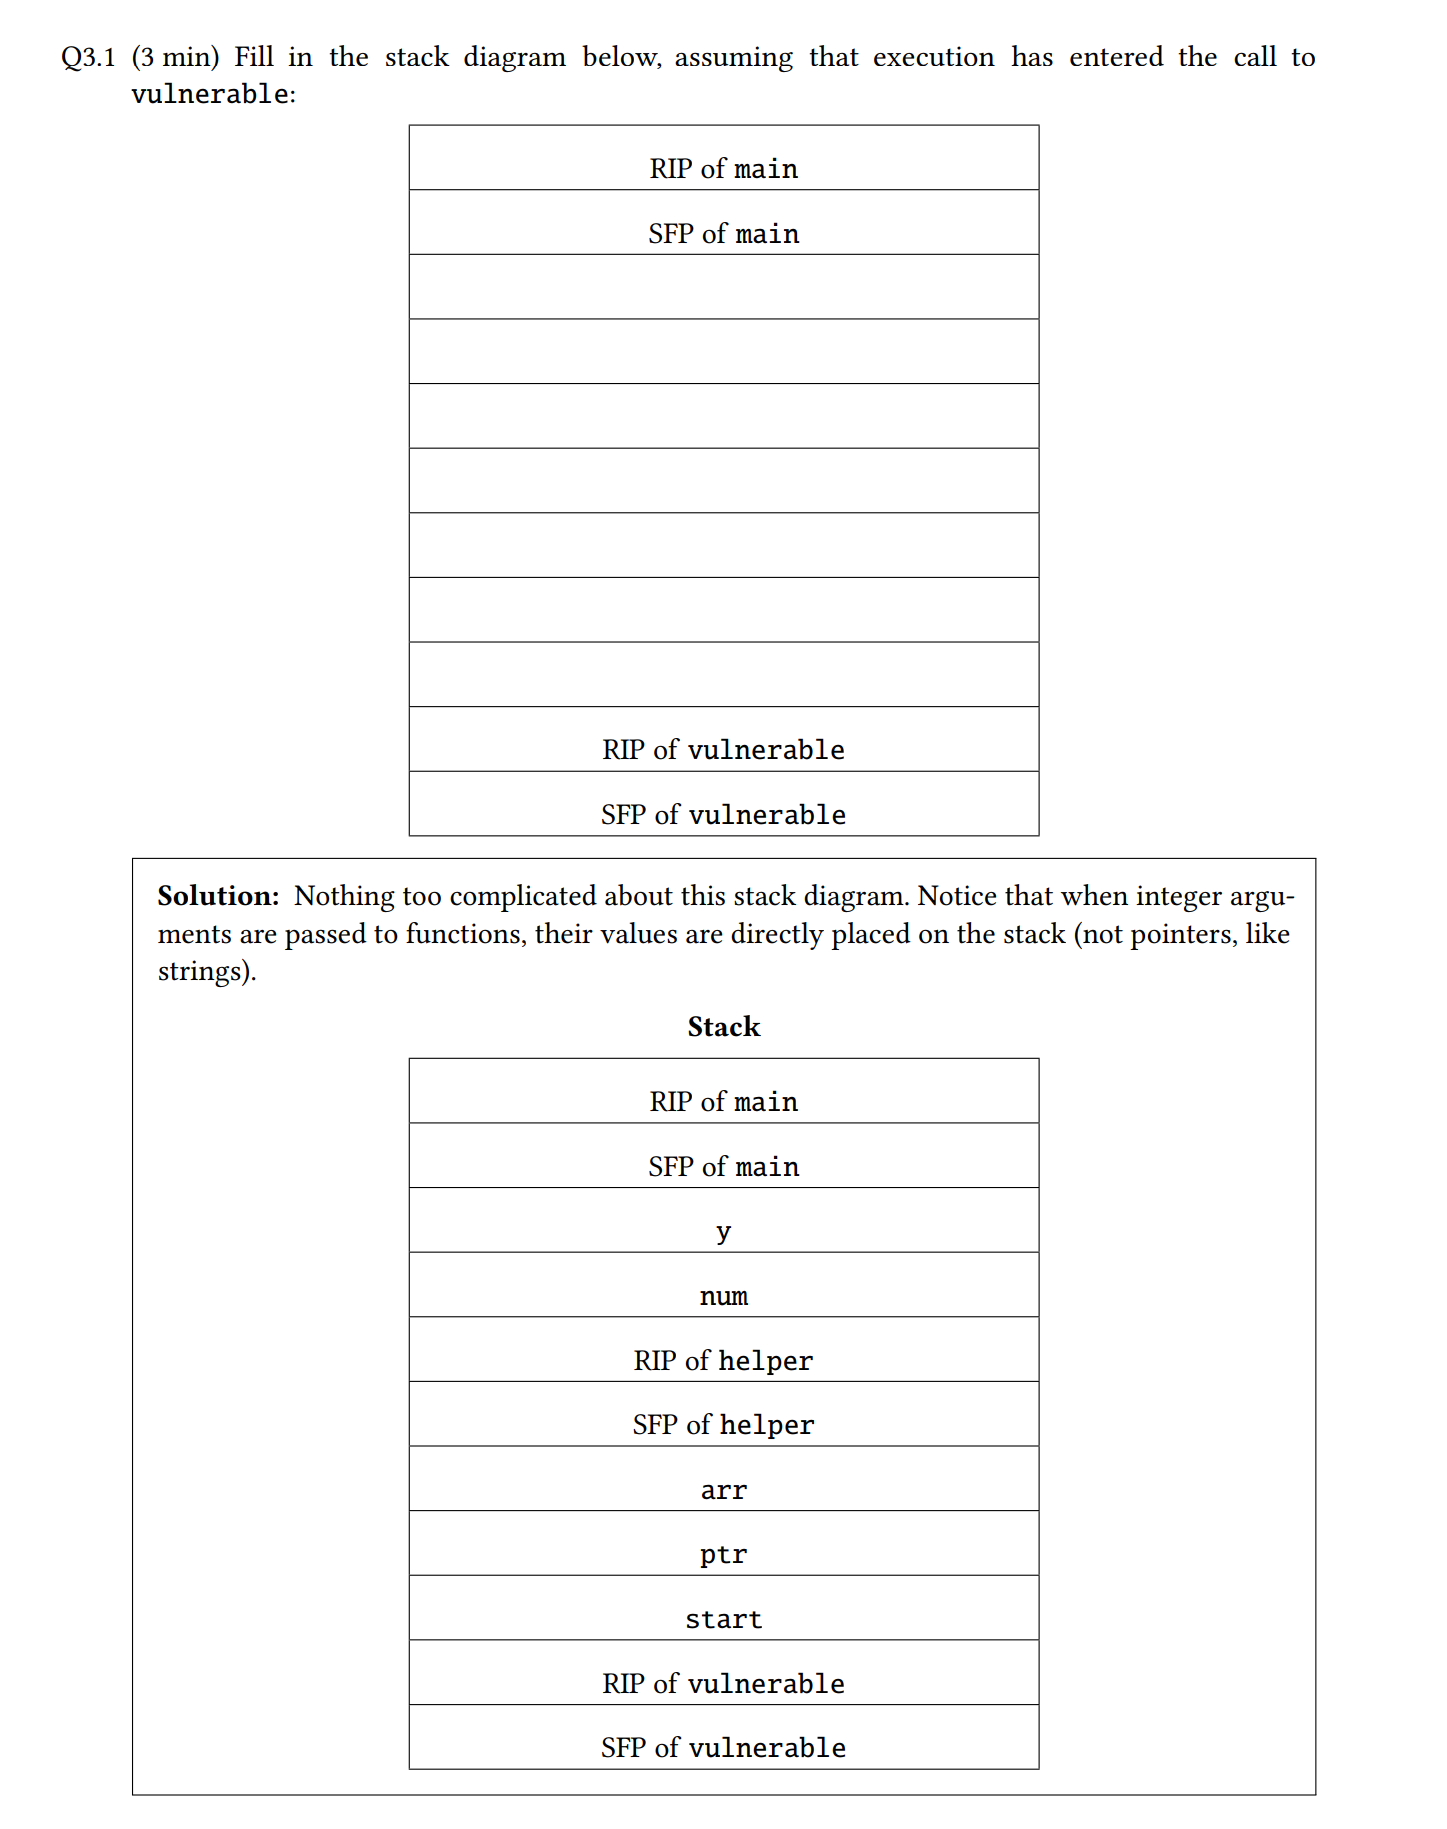 Q3.1 (3 min) Fill in the stack diagram below, assuming that execution has entered the call to
vulnerable:
RIP of main
SFP of main
RIP of vulnerable
SFP of vulnerable
Solution: Nothing too complicated about this stack diagram. Notice that when integer argu-
ments are passed to functions, their values are directly placed on the stack (not pointers, like
strings).
Stack
RIP of main
SFP of main
y
num
RIP of helper
SFP of helper
arr
ptr
start
RIP of vulnerable
SFP of vulnerable